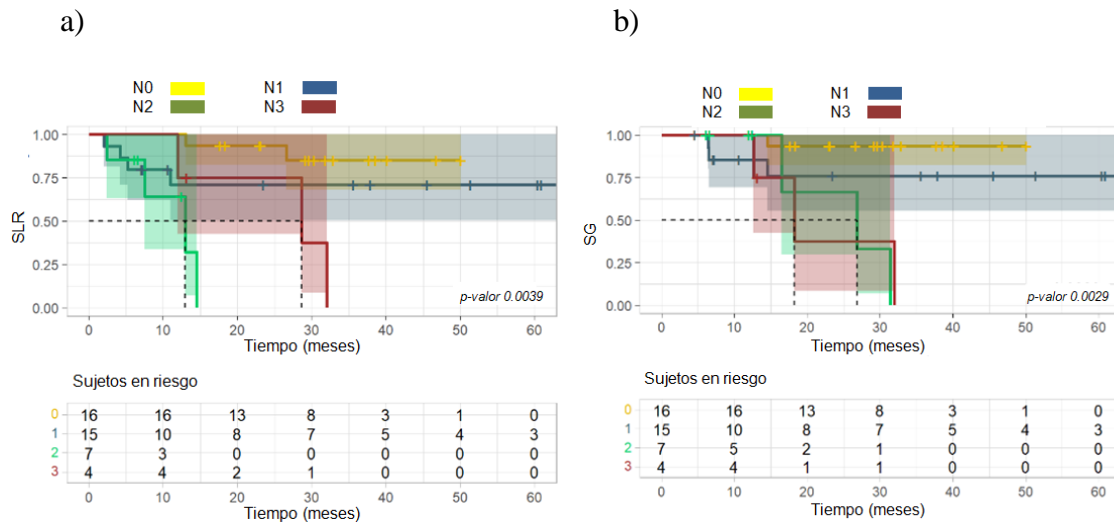 a)
N0 N1
N2 N3
1.00
0.75
0.50
0.25
0.00
SLR
p-valor 0.0039
0 10 20 30 40 50 60
Tiempo (meses)
Sujetos en riesgo
0 16 16 13 8 3 1 0
1 15 10 8 7 5 4 3
2 7 3 0 0 0 0 0
3 4 4 2 1 0 0 0
0 10 20 30 40 50 60
Tiempo (meses)
b)
N0 N1
N2 N3
1.00
0.75
0.50
0.25
0.00
SG
p-valor 0.0029
0 10 20 30 40 50 60
Tiempo (meses)
Sujetos en riesgo
0 16 16 13 8 3 1 0
1 15 10 8 7 5 4 3
2 7 5 2 1 0 0 0
3 4 4 1 1 0 0 0
0 10 20 30 40 50 60
Tiempo (meses)